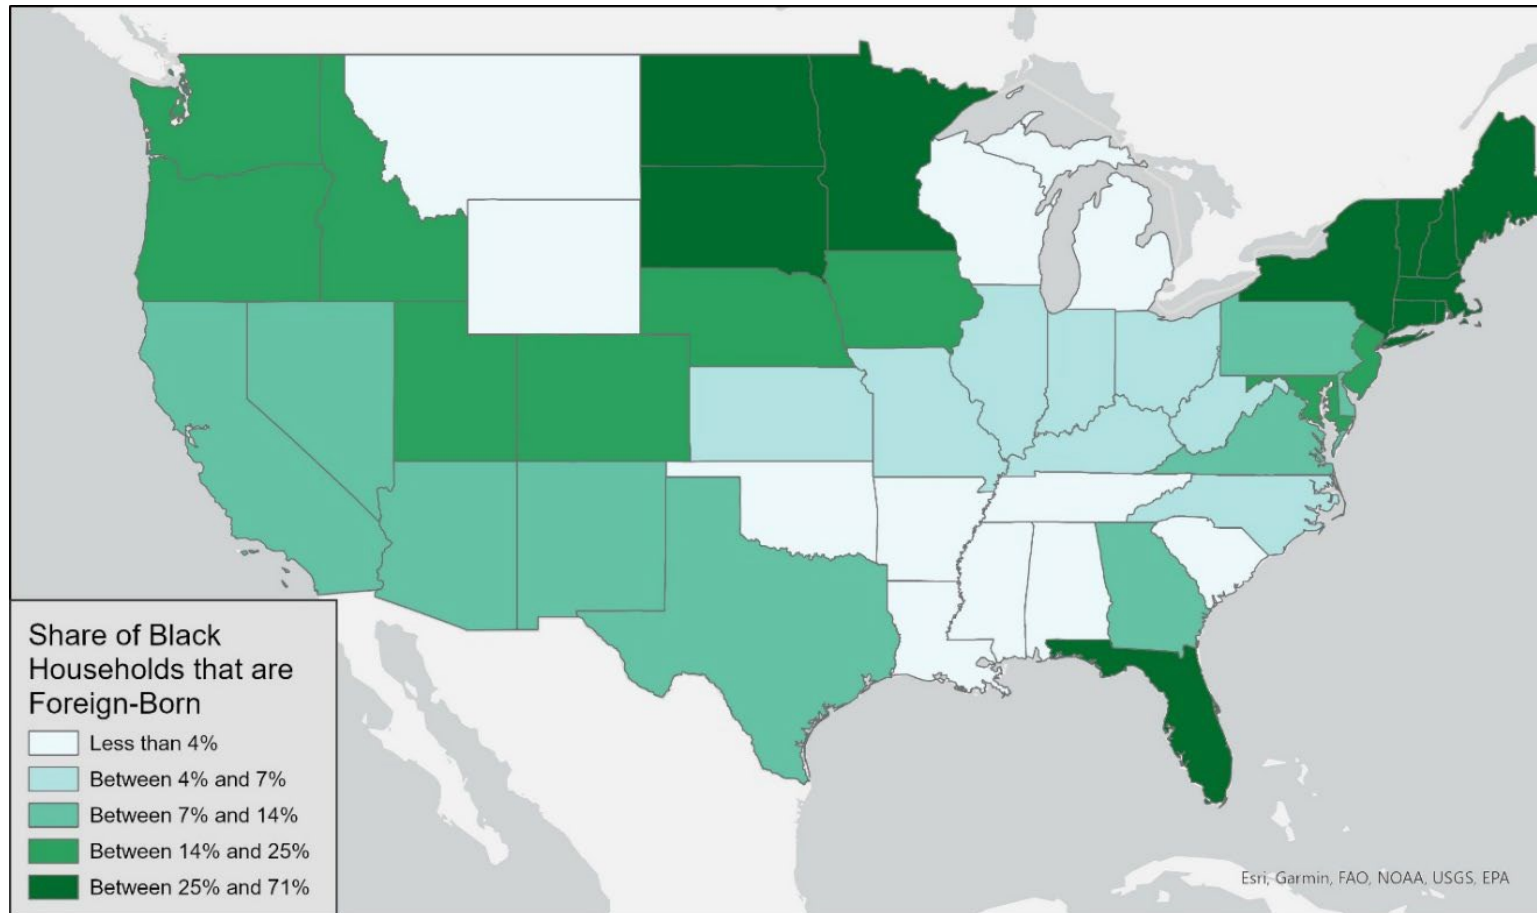 Share of Black
Households that are
Foreign-Born
Less than 4%
Between 4% and 7%
Between 7% and 14%
Between 14% and 25%
Between 25% and 71%
Esri, Garmin, FAO, NOAA, USGS, EPA